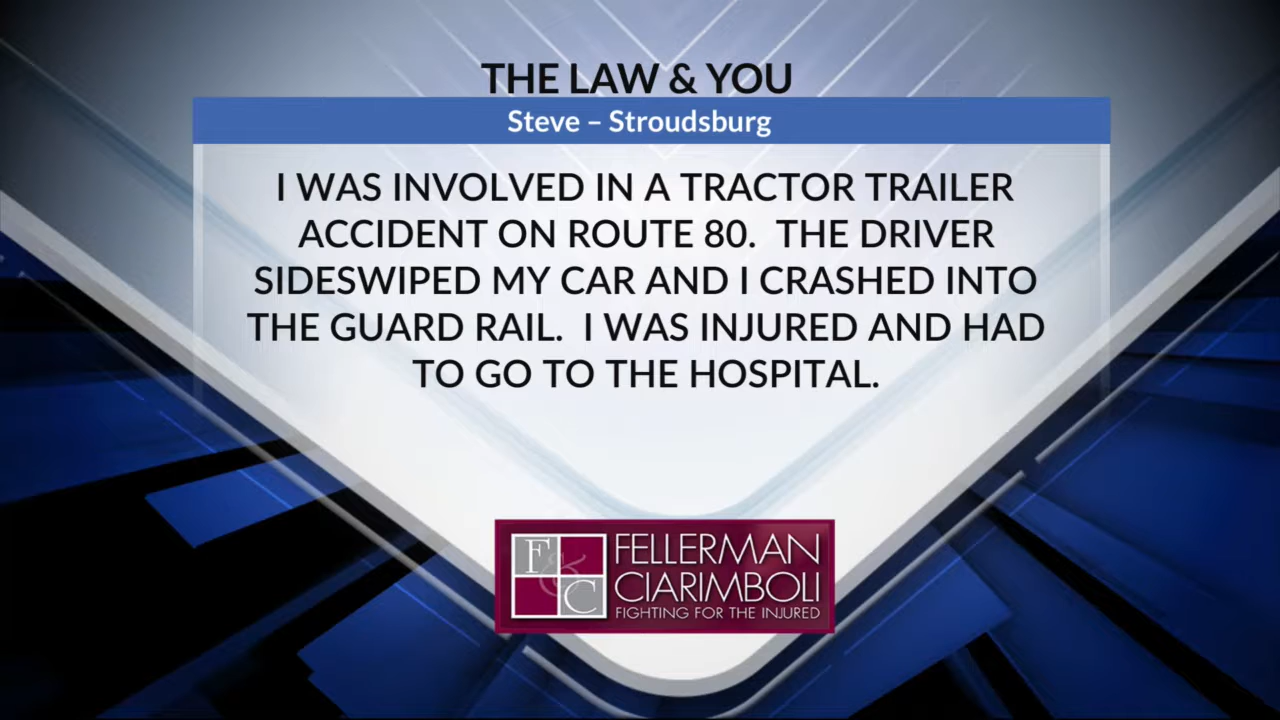 THE LAW & YOU
Steve – Stroudsburg
I WAS INVOLVED IN A TRACTOR TRAILER
ACCIDENT ON ROUTE 80.  THE DRIVER
SIDESWIPED MY CAR AND I CRASHED INTO
THE GUARD RAIL.  I WAS INJURED AND HAD
TO GO TO THE HOSPITAL.
F&C
FELLERMAN
CIARIMBOLI
FIGHTING FOR THE INJURED